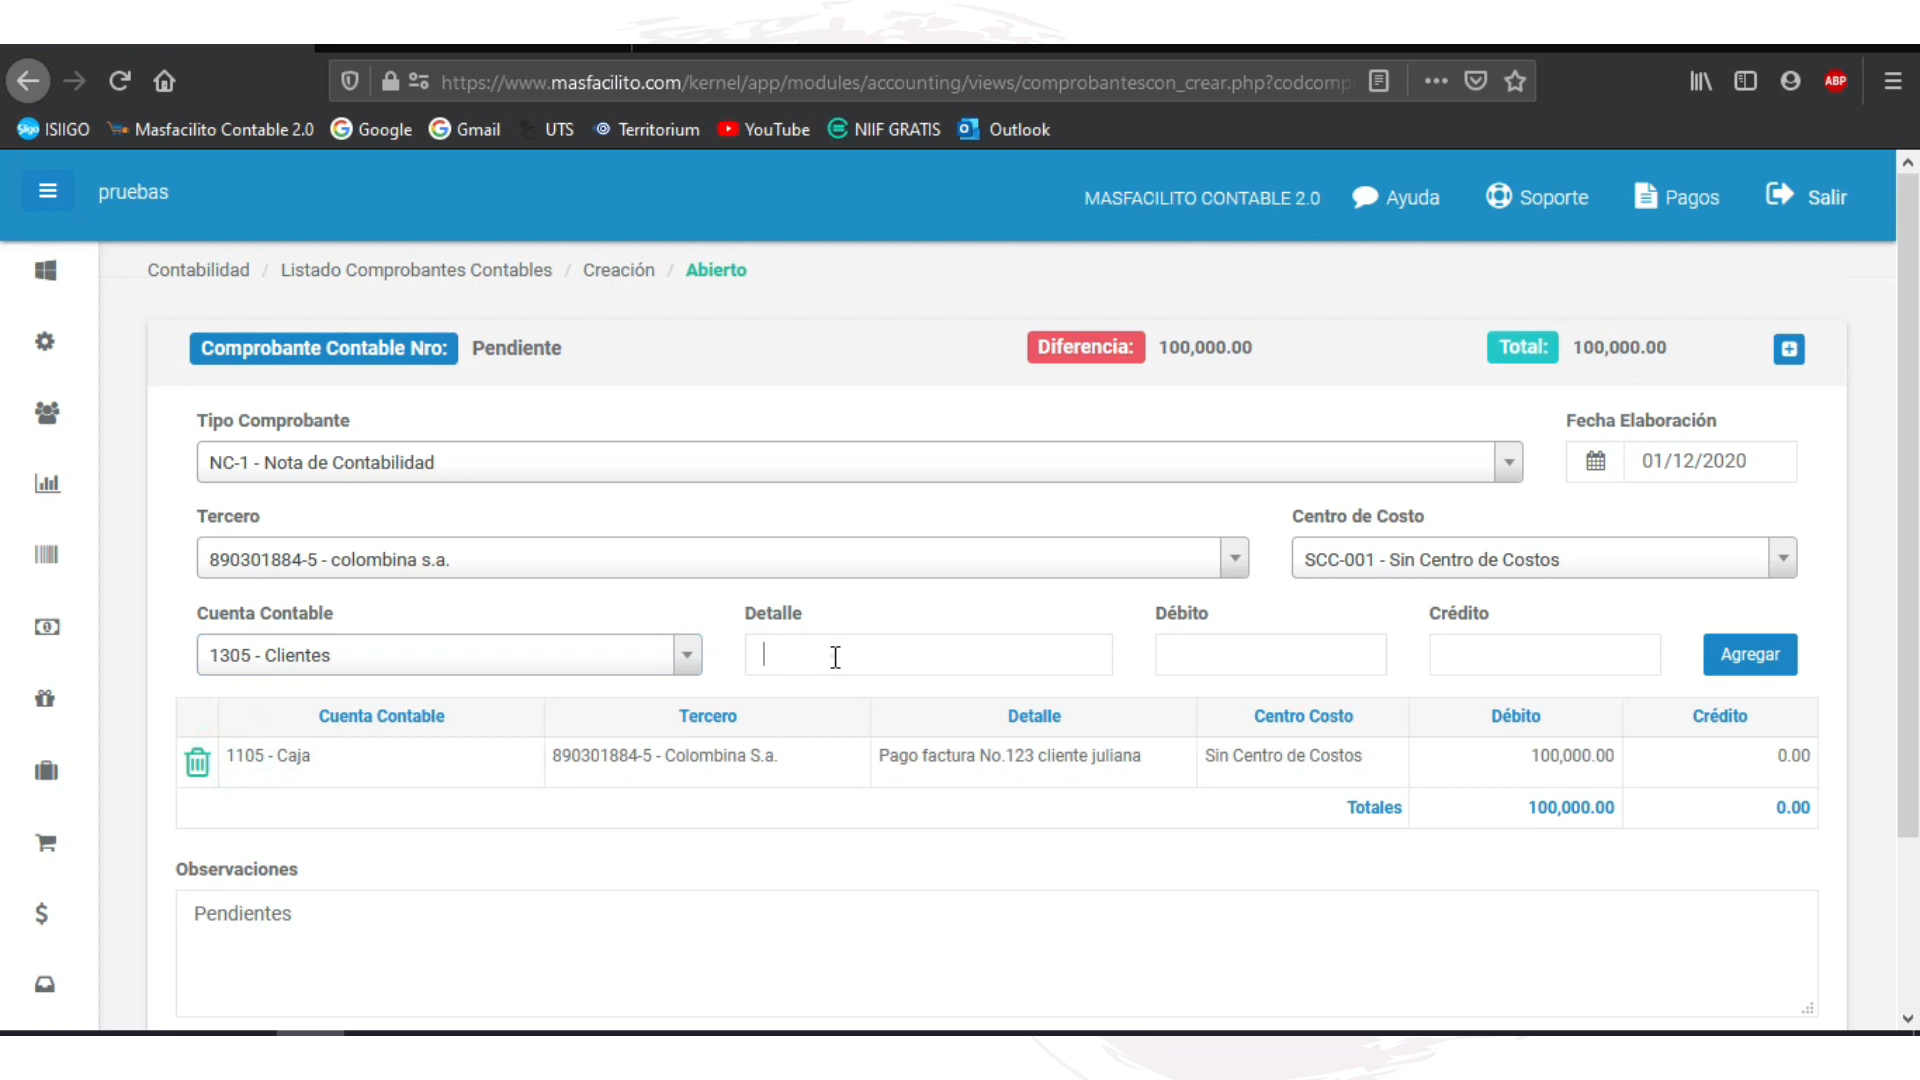 https://www.masfacilito.com/kernel/app/modules/accounting/views/comprobantescon_crear.php?codcomp
ABP
ISIIGO
Masfacilito Contable 2.0
Google
Gmail
UTS
Territorium
YouTube
NIIF GRATIS
Outlook
pruebas
MASFACILITO CONTABLE 2.0
Ayuda
Soporte
Pagos
Salir
Contabilidad / Listado Comprobantes Contables / Creación / Abierto
Comprobante Contable Nro: Pendiente
Diferencia: 100,000.00
Total: 100,000.00
Tipo Comprobante
Fecha Elaboración
NC-1 - Nota de Contabilidad
01/12/2020
Tercero
Centro de Costo
890301884-5 - colombina s.a.
SCC-001 - Sin Centro de Costos
Cuenta Contable
Detalle
Débito
Crédito
1305 - Clientes
Agregar
Cuenta Contable
Tercero
Detalle
Centro Costo
Débito
Crédito
1105 - Caja
890301884-5 - Colombina S.a.
Pago factura No.123 cliente juliana
Sin Centro de Costos
100,000.00
0.00
Totales
100,000.00
0.00
Observaciones
Pendientes